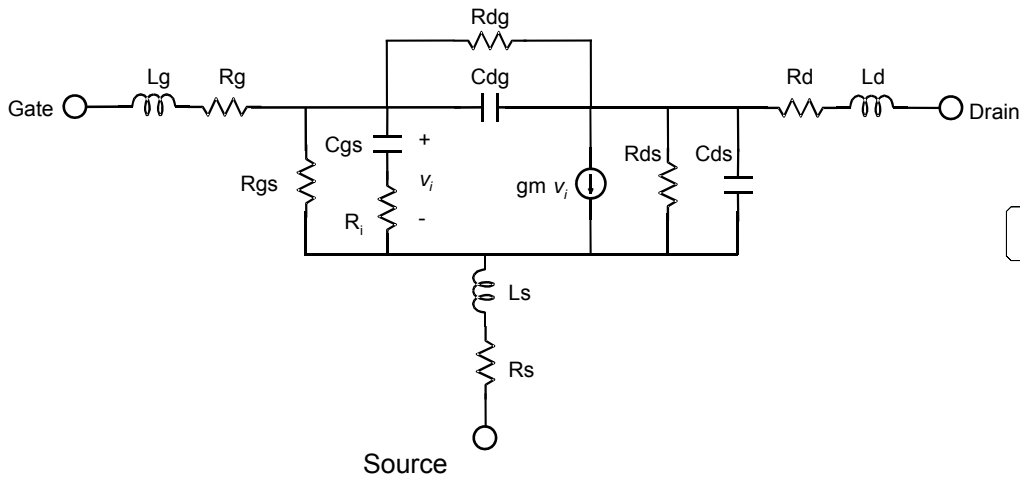 Rdg
Lg
Rg
Cdg
Rd
Ld
Gate
Drain
Cgs
+
Rds
Cds
Rgs
vi
gm vi
Ri
-
Ls
Rs
Source